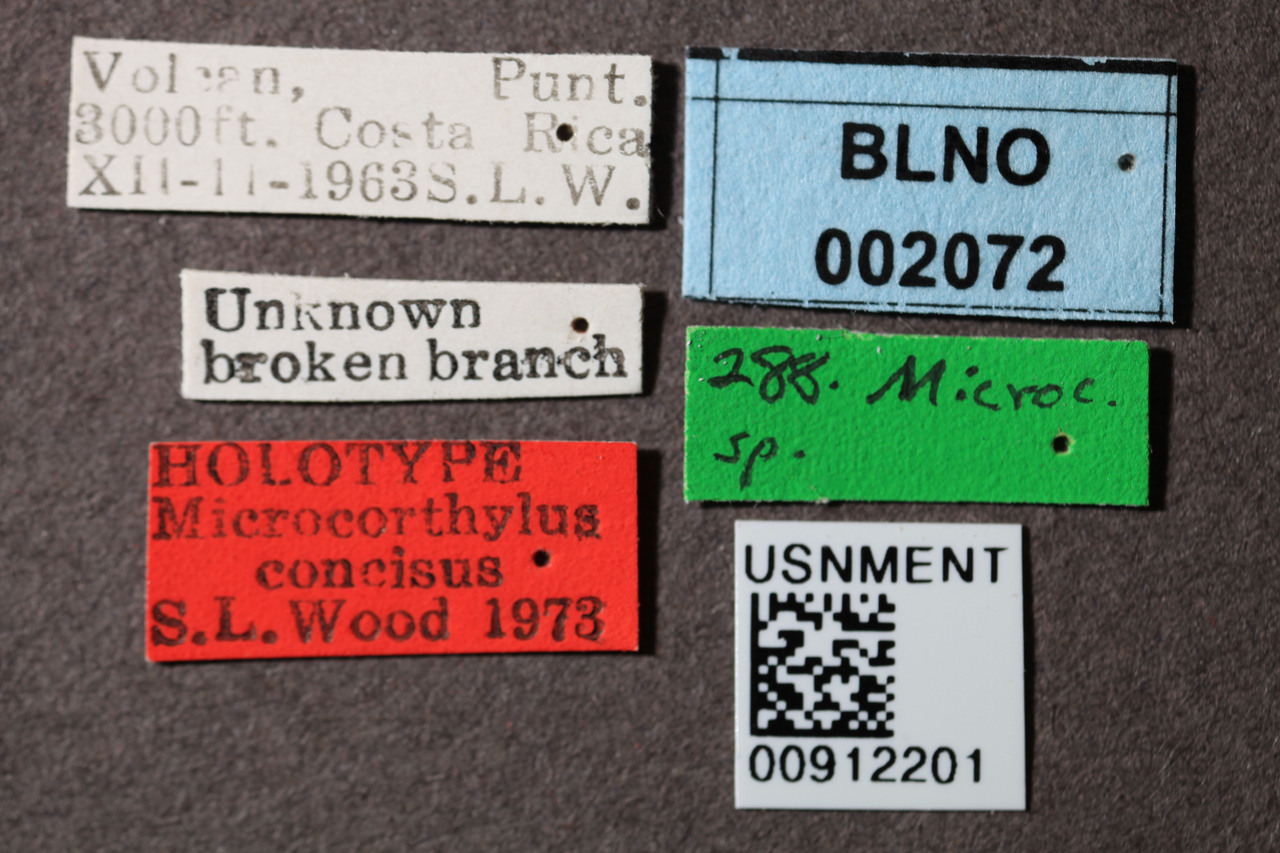 Volcan, Punt.
3000ft. Costa Rica
XII-11-1963 S.L.W.
Unknown
broken branch
HOLOTYPE
Microcorthylus
concisus
S.L.Wood 1973
BLNO
002072
288. Microc.
sp.
USNMENT
00912201